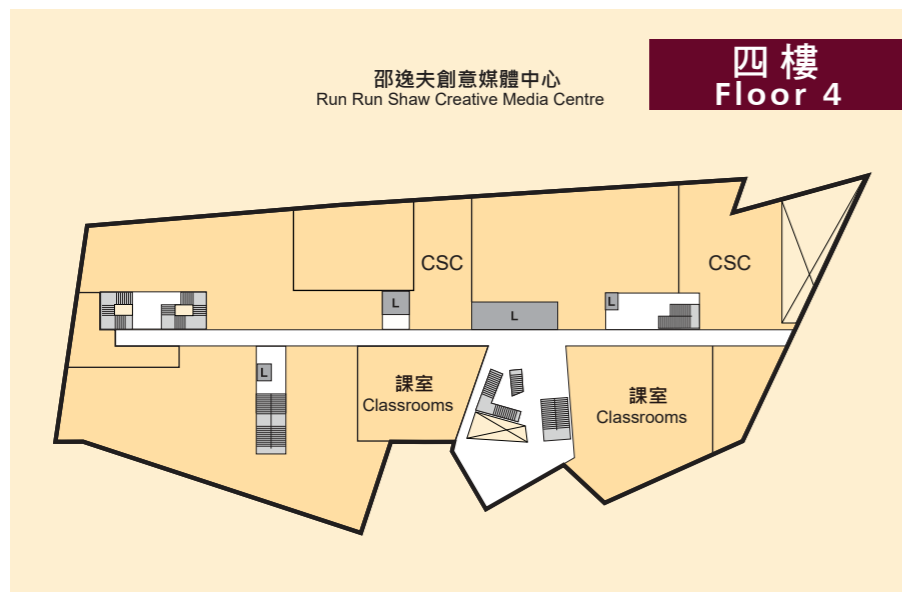 四樓
Floor 4
邵逸夫創意媒體中心
Run Run Shaw Creative Media Centre
CSC
CSC
L
L
L
L
課室
Classrooms
課室
Classrooms